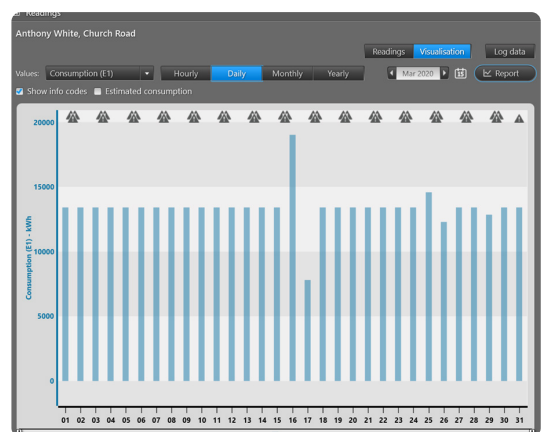 Readings
Anthony White, Church Road
Readings Visualisation Log data
Values: Consumption (E1) Hourly Daily Monthly Yearly Mar 2020 Report
Show info codes Estimated consumption
20000
15000
10000
5000
0
Consumption (E1) - kWh
01 02 03 04 05 06 07 08 09 10 11 12 13 14 15 16 17 18 19 20 21 22 23 24 25 26 27 28 29 30 31